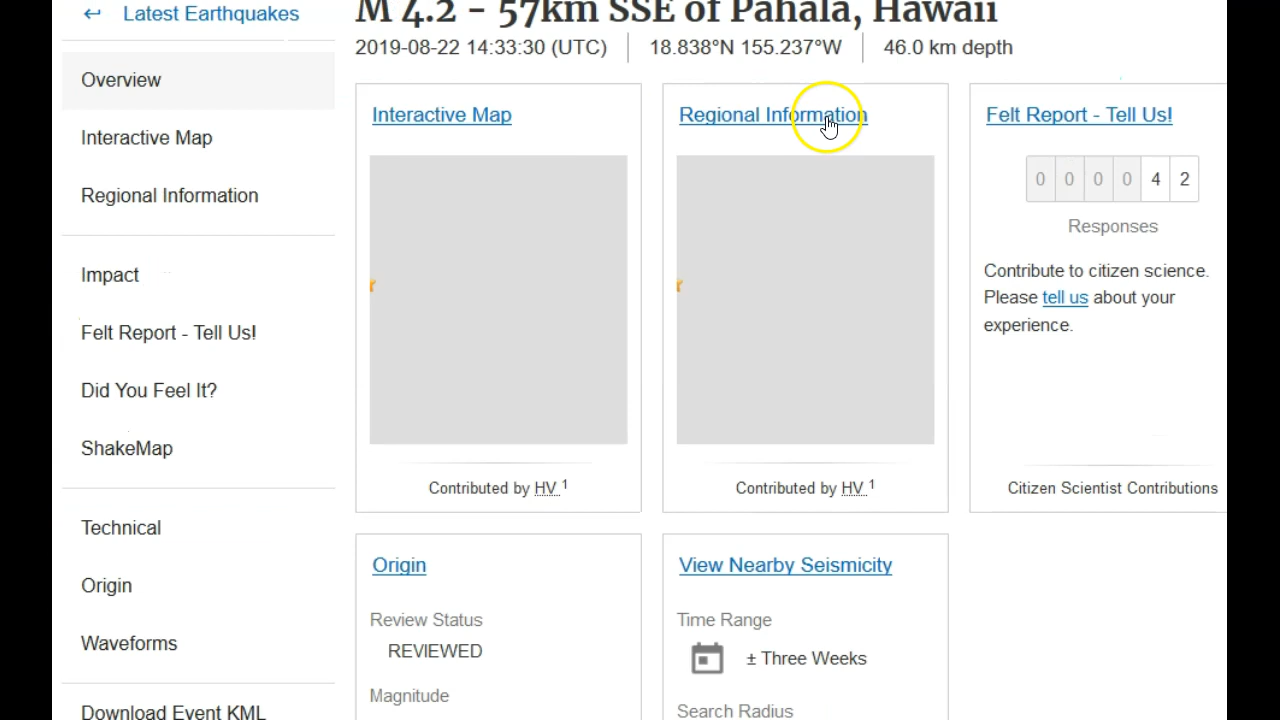 ↩ Latest Earthquakes
Overview
Interactive Map
Regional Information
Impact
Felt Report - Tell Us!
Did You Feel It?
ShakeMap
Technical
Origin
Waveforms
Download Event KML
M 4.2 - 57km SSE of Pahala, Hawaii
2019-08-22 14:33:30 (UTC) 18.838°N 155.237°W 46.0 km depth
Interactive Map
Contributed by HV 1
Regional Information
Contributed by HV 1
Felt Report - Tell Us!
0 0 0 0 4 2
Responses
Contribute to citizen science.
Please tell us about your
experience.
Citizen Scientist Contributions
Origin
Review Status
REVIEWED
Magnitude
View Nearby Seismicity
Time Range
± Three Weeks
Search Radius